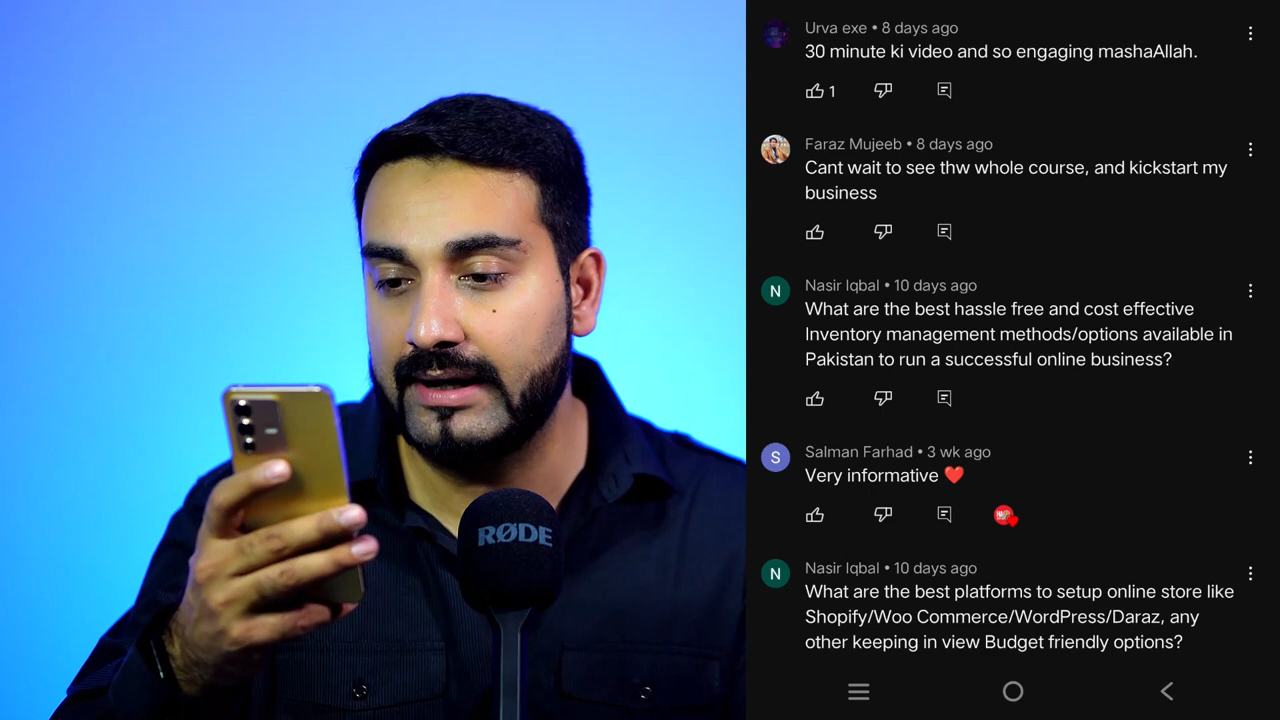 RØDE
Urva exe • 8 days ago
30 minute ki video and so engaging mashaAllah.
1
Faraz Mujeeb • 8 days ago
Cant wait to see thw whole course, and kickstart my
business
N
Nasir Iqbal • 10 days ago
What are the best hassle free and cost effective
Inventory management methods/options available in
Pakistan to run a successful online business?
S
Salman Farhad • 3 wk ago
Very informative ❤️
N
Nasir Iqbal • 10 days ago
What are the best platforms to setup online store like
Shopify/Woo Commerce/WordPress/Daraz, any
other keeping in view Budget friendly options?